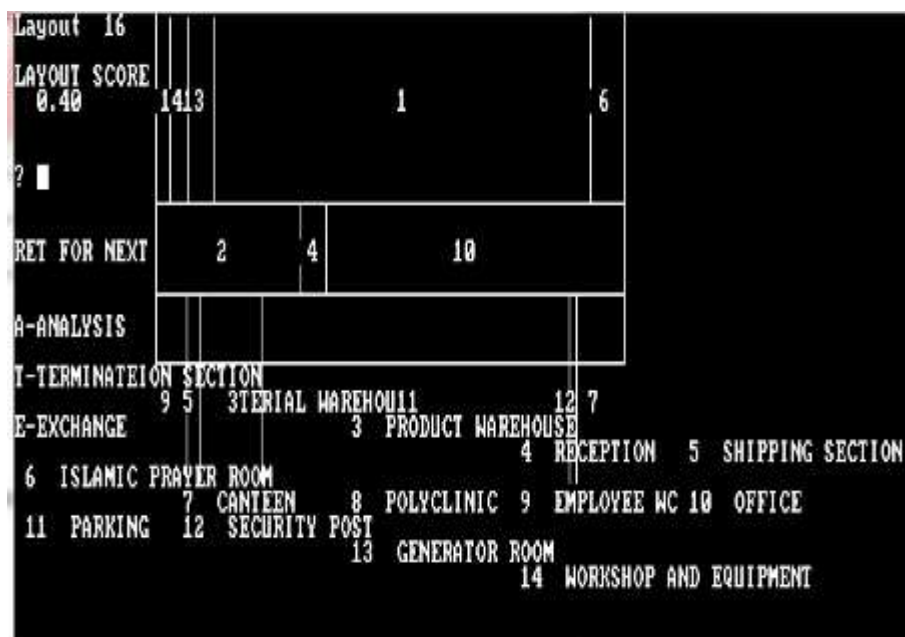 Layout 16
LAYOUT SCORE
0.40 1413 1 6
? 
RET FOR NEXT 2 4 10
A-ANALYSIS
T-TERMINATEION SECTION
9 5 3TERIAL WAREHOU11 12 7
E-EXCHANGE 3 PRODUCT WAREHOUSE
4 RECEPTION 5 SHIPPING SECTION
6 ISLAMIC PRAYER ROOM
7 CANTEEN 8 POLYCLINIC 9 EMPLOYEE WC 10 OFFICE
11 PARKING 12 SECURITY POST
13 GENERATOR ROOM
14 WORKSHOP AND EQUIPMENT